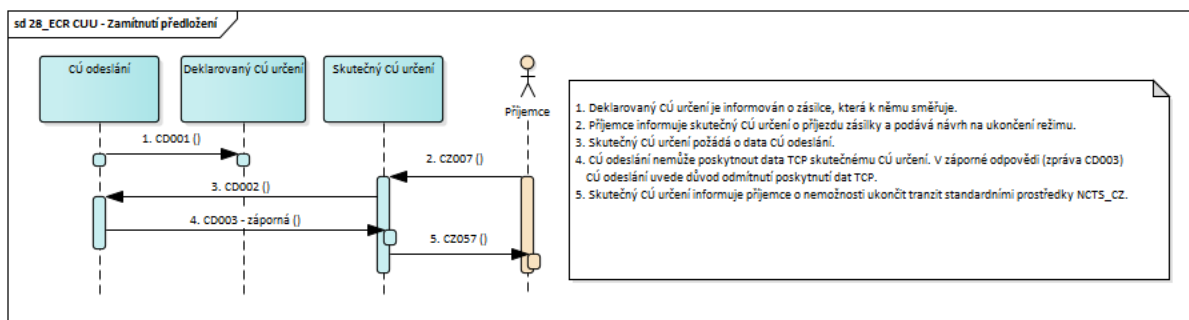 sd 2B_ECR CUU - Zamítnutí předložení
CÚ odeslání
Deklarovaný CÚ určení
Skutečný CÚ určení
Příjemce
1. CD001 ()
2. CZ007 ()
3. CD002 ()
4. CD003 - záporná ()
5. CZ057 ()
1. Deklarovaný CÚ určení je informován o zásilce, která k němu směřuje.
2. Příjemce informuje skutečný CÚ určení o příjezdu zásilky a podává návrh na ukončení režimu.
3. Skutečný CÚ určení požádá o data CÚ odeslání.
4. CÚ odeslání nemůže poskytnout data TCP skutečnému CÚ určení. V záporné odpovědi (zpráva CD003)
CÚ odeslání uvede důvod odmítnutí poskytnutí dat TCP.
5. Skutečný CÚ určení informuje příjemce o nemožnosti ukončit tranzit standardními prostředky NCTS_CZ.